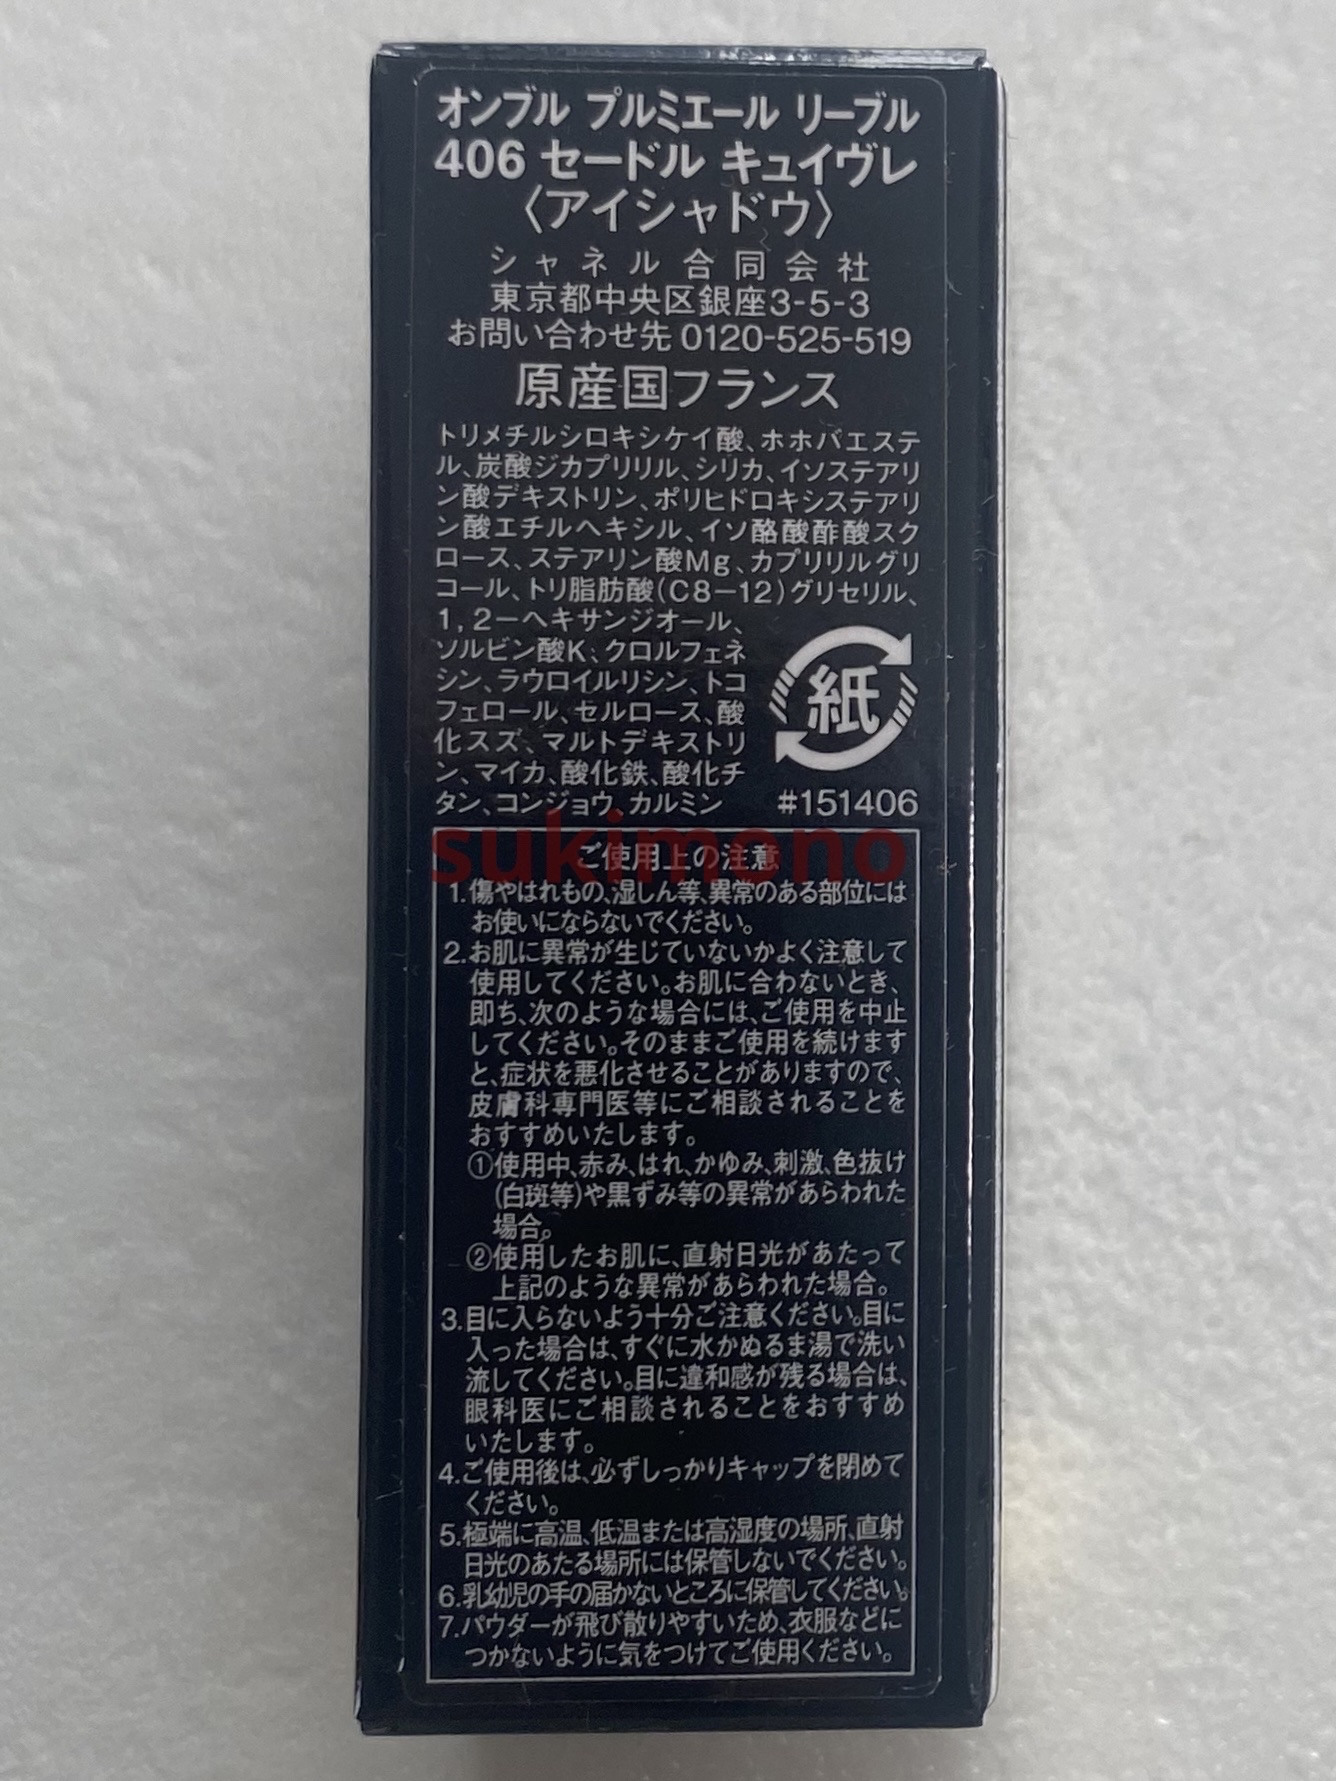 オンブル プルミエール リーブル
406 セードル キュイヴレ
〈アイシャドウ〉
シャネル合同会社
東京都中央区銀座3-5-3
お問い合わせ先 0120-525-519
原産国フランス
トリメチルシロキシケイ酸、ホホバエステ
ル、炭酸ジカプリリル、シリカ、イソステアリ
ン酸デキストリン、ポリヒドロキシステアリ
ン酸エチルヘキシル、イソ酪酸酢酸スク
ロース、ステアリン酸Mg、カプリリルグリ
コール、トリ脂肪酸(C8-12)グリセリル、
1,2-ヘキサンジオール、
ソルビン酸K、クロルフェネ
シン、ラウロイルリシン、トコ
フェロール、セルロース、酸
化スズ、マルトデキストリ
ン、マイカ、酸化鉄、酸化チ
タン、コンジョウ、カルミン
紙
#151406
sukimono
ご使用上の注意
1.傷やはれもの、湿しん等、異常のある部位には
お使いにならないでください。
2.お肌に異常が生じていないかよく注意して
使用してください。お肌に合わないとき、
即ち、次のような場合には、ご使用を中止
してください。そのままご使用を続けます
と、症状を悪化させることがありますので、
皮膚科専門医等にご相談されることを
おすすめいたします。
①使用中、赤み、はれ、かゆみ、刺激、色抜け
(白斑等)や黒ずみ等の異常があらわれた
場合。
②使用したお肌に、直射日光があたって
上記のような異常があらわれた場合。
3.目に入らないよう十分ご注意ください。目に
入った場合は、すぐに水かぬるま湯で洗い
流してください。目に違和感が残る場合は、
眼科医にご相談されることをおすすめ
いたします。
4.ご使用後は、必ずしっかりキャップを閉めて
ください。
5.極端に高温、低温または高湿度の場所、直射
日光のあたる場所には保管しないでください。
6.乳幼児の手の届かないところに保管してください。
7.パウダーが飛び散りやすいため、衣服などに
つかないように気をつけてご使用ください。